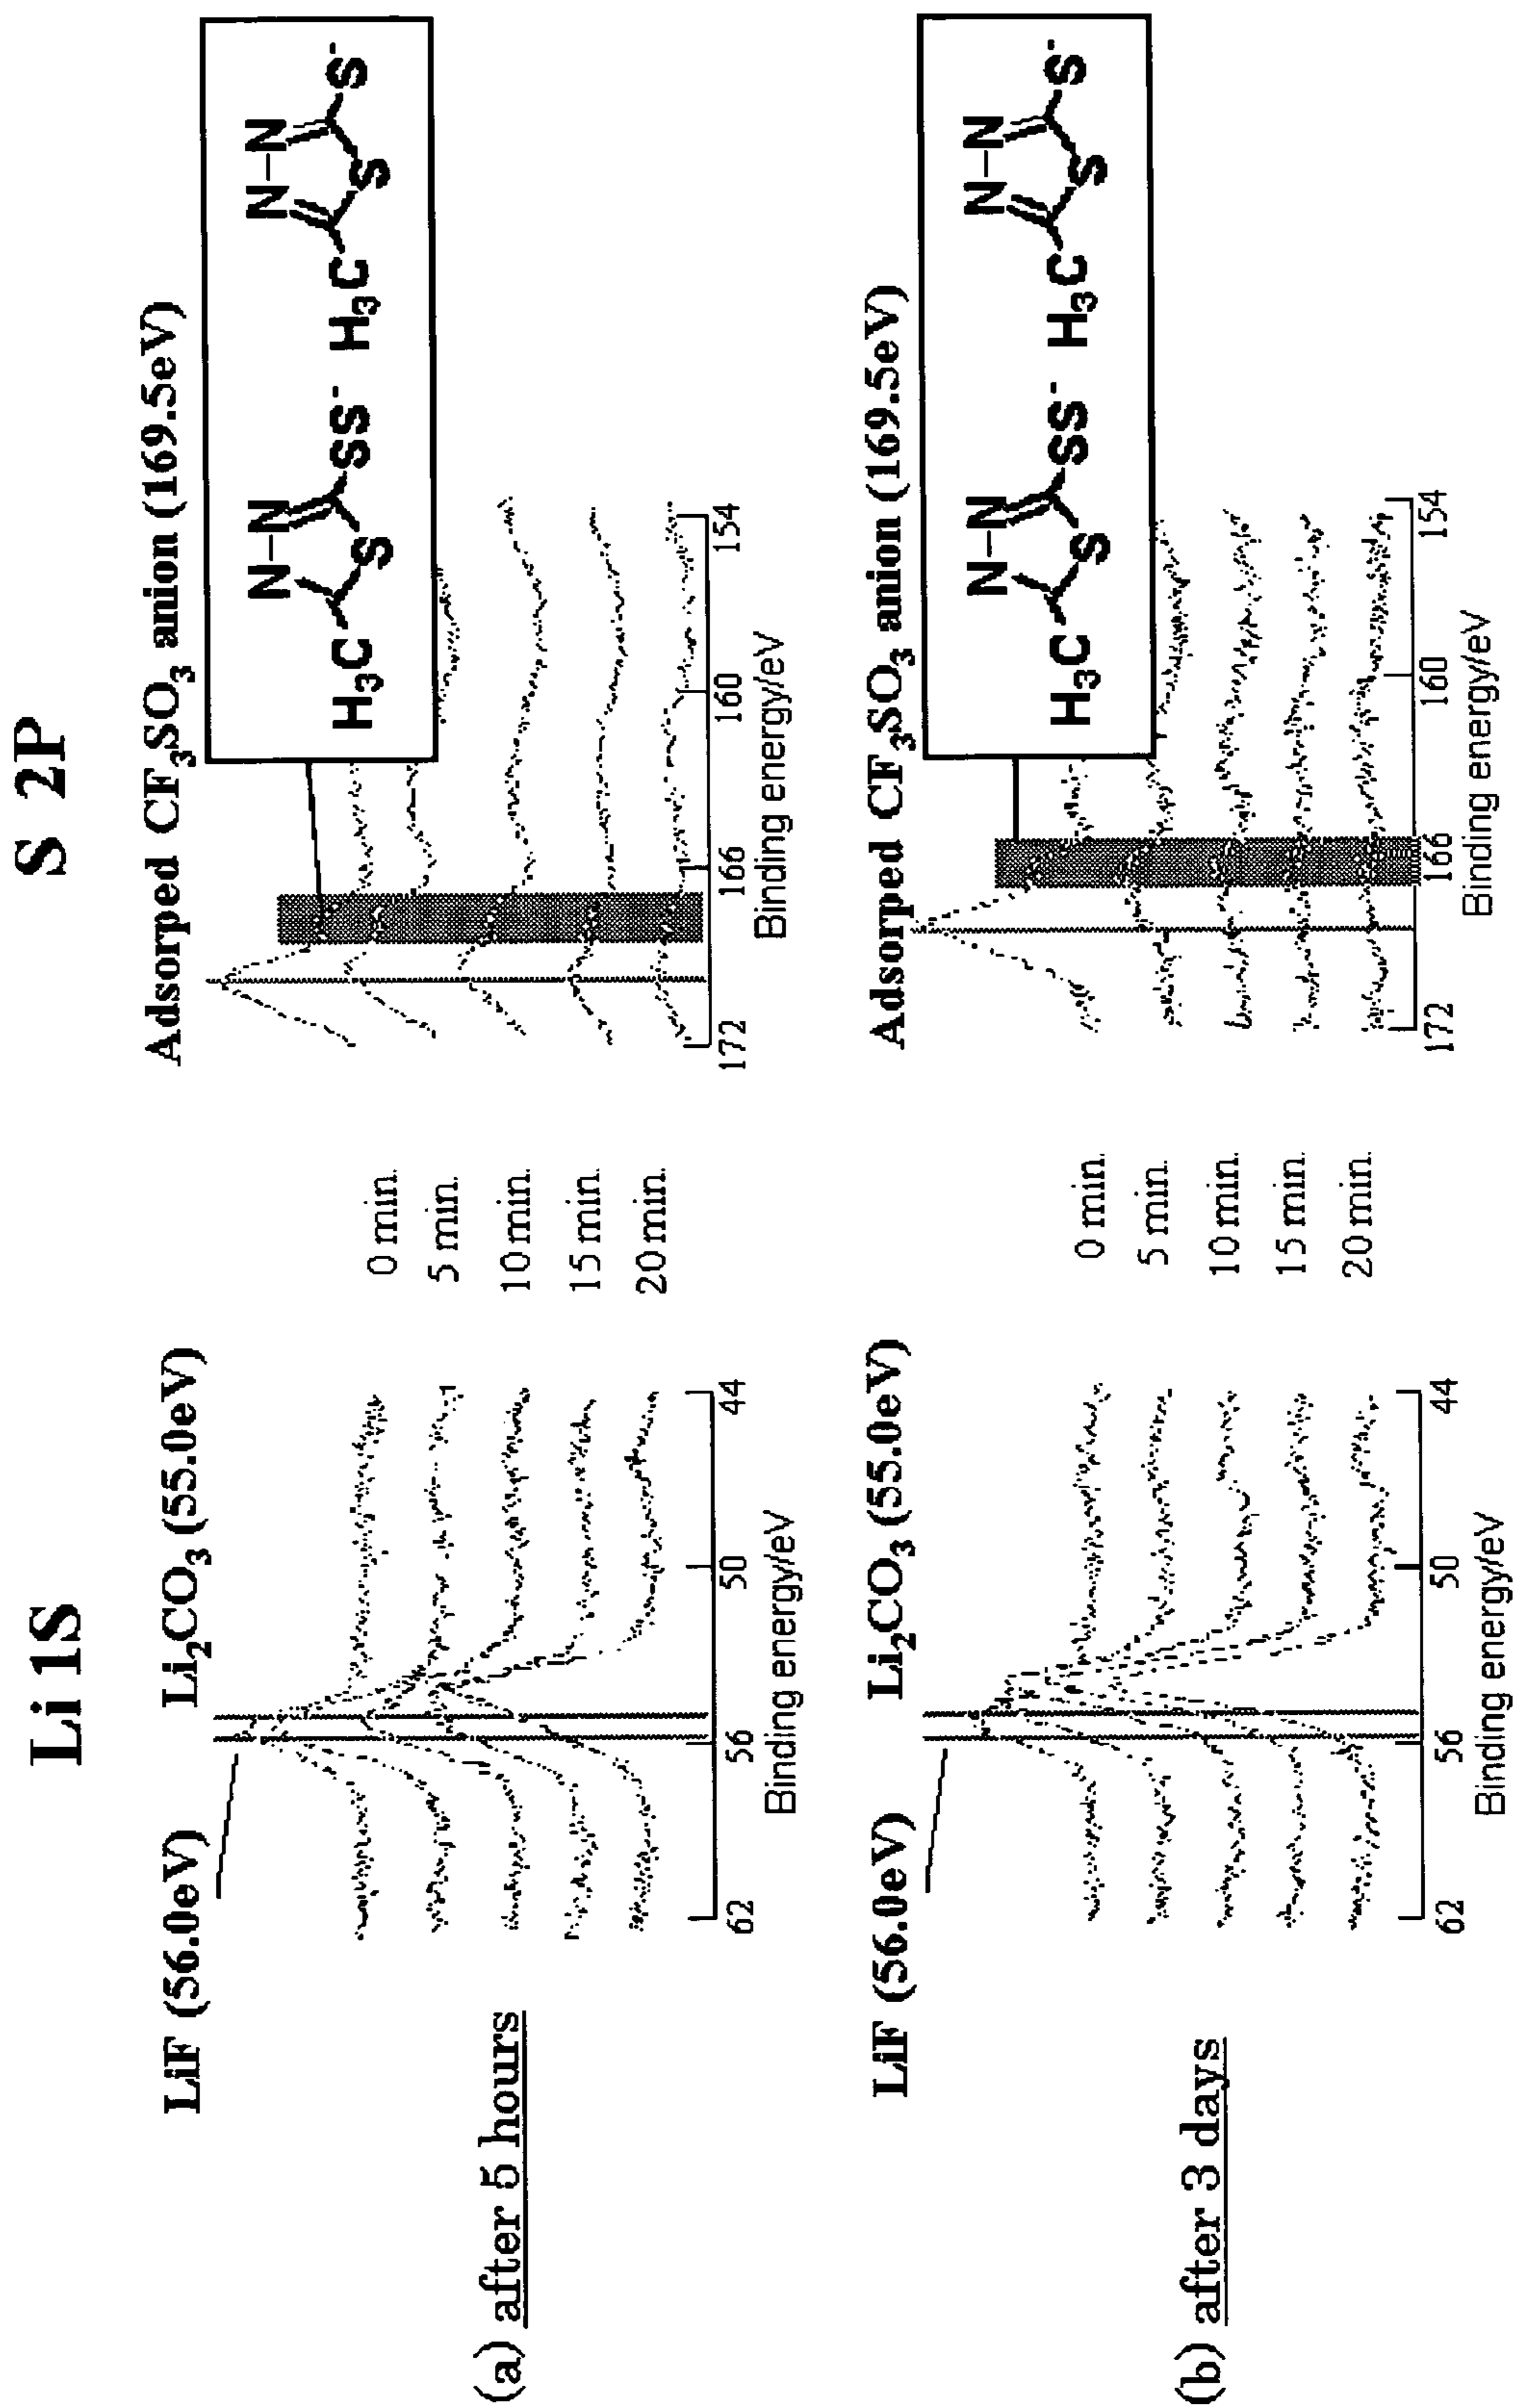 Li 1S
S 2P
LiF (56.0eV)
Li₂CO₃ (55.0eV)
Adsorped CF₃SO₃ anion (169.5eV)
(a) after 5 hours
0 min.
5 min.
10 min.
15 min.
20 min.
N–N
H₃C S SS⁻
N–N
H₃C S S⁻
62 56 50 44
Binding energy/eV
172 166 160 154
Binding energy/eV
LiF (56.0eV)
Li₂CO₃ (55.0eV)
Adsorped CF₃SO₃ anion (169.5eV)
(b) after 3 days
0 min.
5 min.
10 min.
15 min.
20 min.
N–N
H₃C S SS⁻
N–N
H₃C S S⁻
62 56 50 44
Binding energy/eV
172 166 160 154
Binding energy/eV